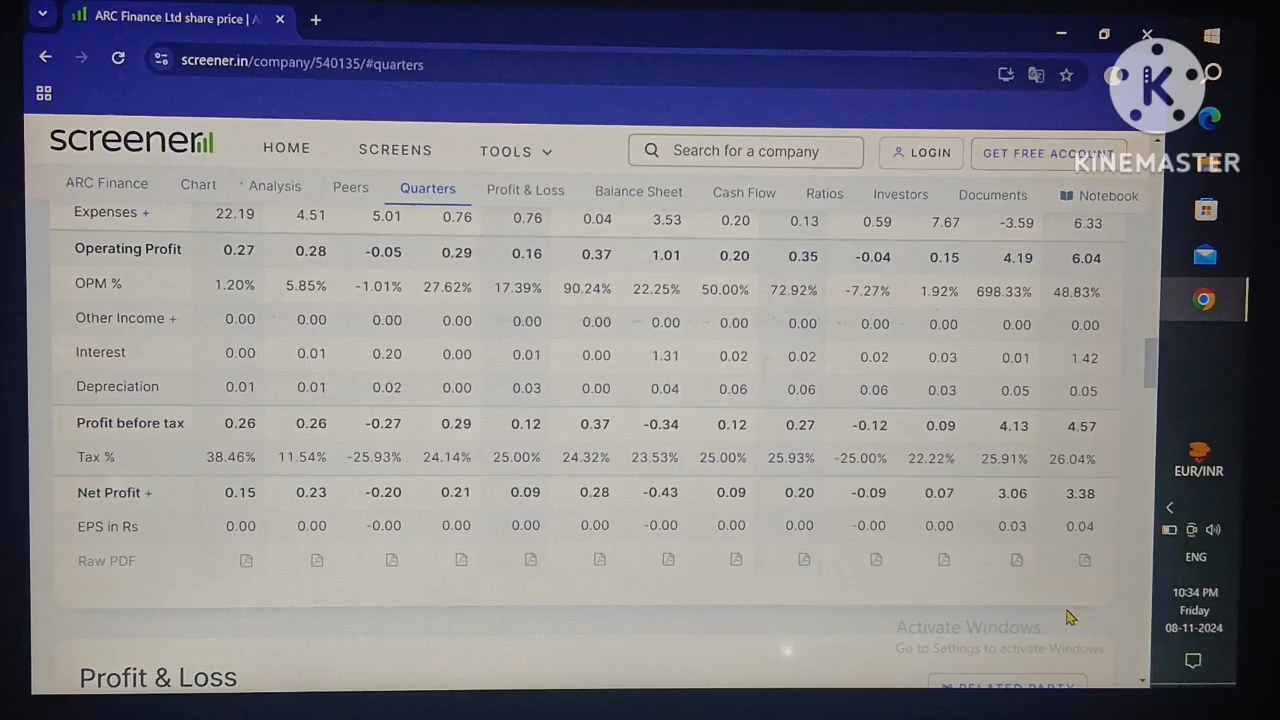 ARC Finance Ltd share price | A
screener.in/company/540135/#quarters
K
KINEMASTER
screener
HOME SCREENS TOOLS
Search for a company
LOGIN
GET FREE ACCOUNT
ARC Finance Chart Analysis Peers Quarters Profit & Loss Balance Sheet Cash Flow Ratios Investors Documents Notebook
Expenses + 22.19 4.51 5.01 0.76 0.76 0.04 3.53 0.20 0.13 0.59 7.67 -3.59 6.33
Operating Profit 0.27 0.28 -0.05 0.29 0.16 0.37 1.01 0.20 0.35 -0.04 0.15 4.19 6.04
OPM % 1.20% 5.85% -1.01% 27.62% 17.39% 90.24% 22.25% 50.00% 72.92% -7.27% 1.92% 698.33% 48.83%
Other Income + 0.00 0.00 0.00 0.00 0.00 0.00 0.00 0.00 0.00 0.00 0.00 0.00 0.00
Interest 0.00 0.01 0.20 0.00 0.01 0.00 1.31 0.02 0.02 0.02 0.03 0.01 1.42
Depreciation 0.01 0.01 0.02 0.00 0.03 0.00 0.04 0.06 0.06 0.06 0.03 0.05 0.05
Profit before tax 0.26 0.26 -0.27 0.29 0.12 0.37 -0.34 0.12 0.27 -0.12 0.09 4.13 4.57
Tax % 38.46% 11.54% -25.93% 24.14% 25.00% 24.32% 23.53% 25.00% 25.93% -25.00% 22.22% 25.91% 26.04%
Net Profit + 0.15 0.23 -0.20 0.21 0.09 0.28 -0.43 0.09 0.20 -0.09 0.07 3.06 3.38
EPS in Rs 0.00 0.00 -0.00 0.00 0.00 0.00 -0.00 0.00 0.00 -0.00 0.00 0.03 0.04
Raw PDF
EUR/INR
ENG
10:34 PM
Friday
08-11-2024
Activate Windows
Go to Settings to activate Windows.
Profit & Loss
RELATED PARTY